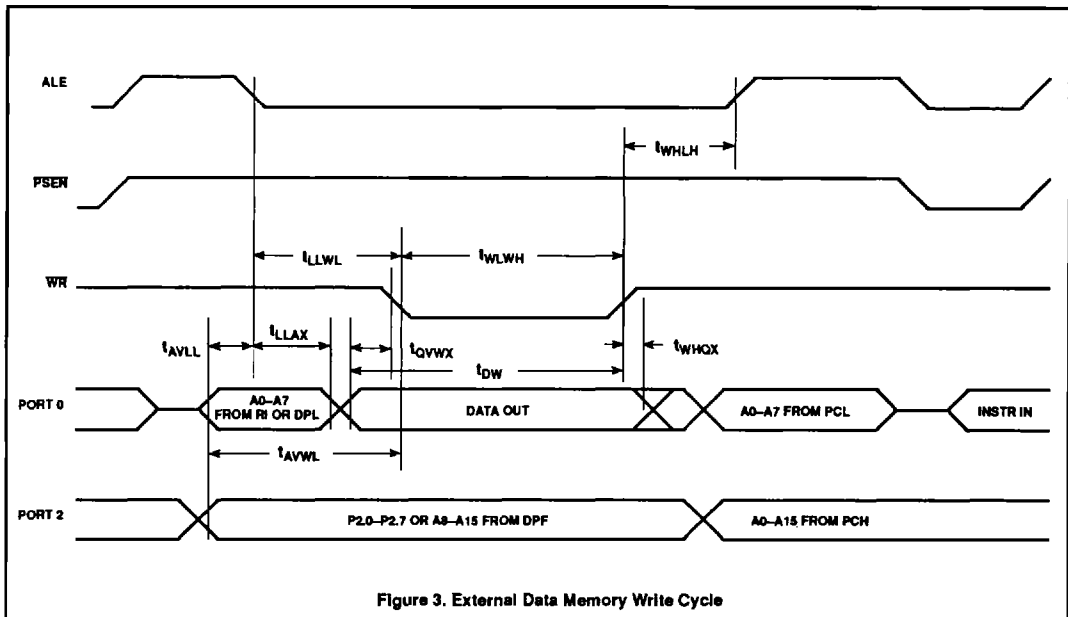 ALE
tWHLH
PSEN
tLLWL
tWLWH
WR
tAVLL
tLLAX
tQVWX
tWHQX
tDW
PORT 0
A0–A7
FROM RI OR DPL
DATA OUT
A0–A7 FROM PCL
INSTR IN
tAVWL
PORT 2
P2.0–P2.7 OR A8–A15 FROM DPF
A0–A15 FROM PCH
Figure 3. External Data Memory Write Cycle